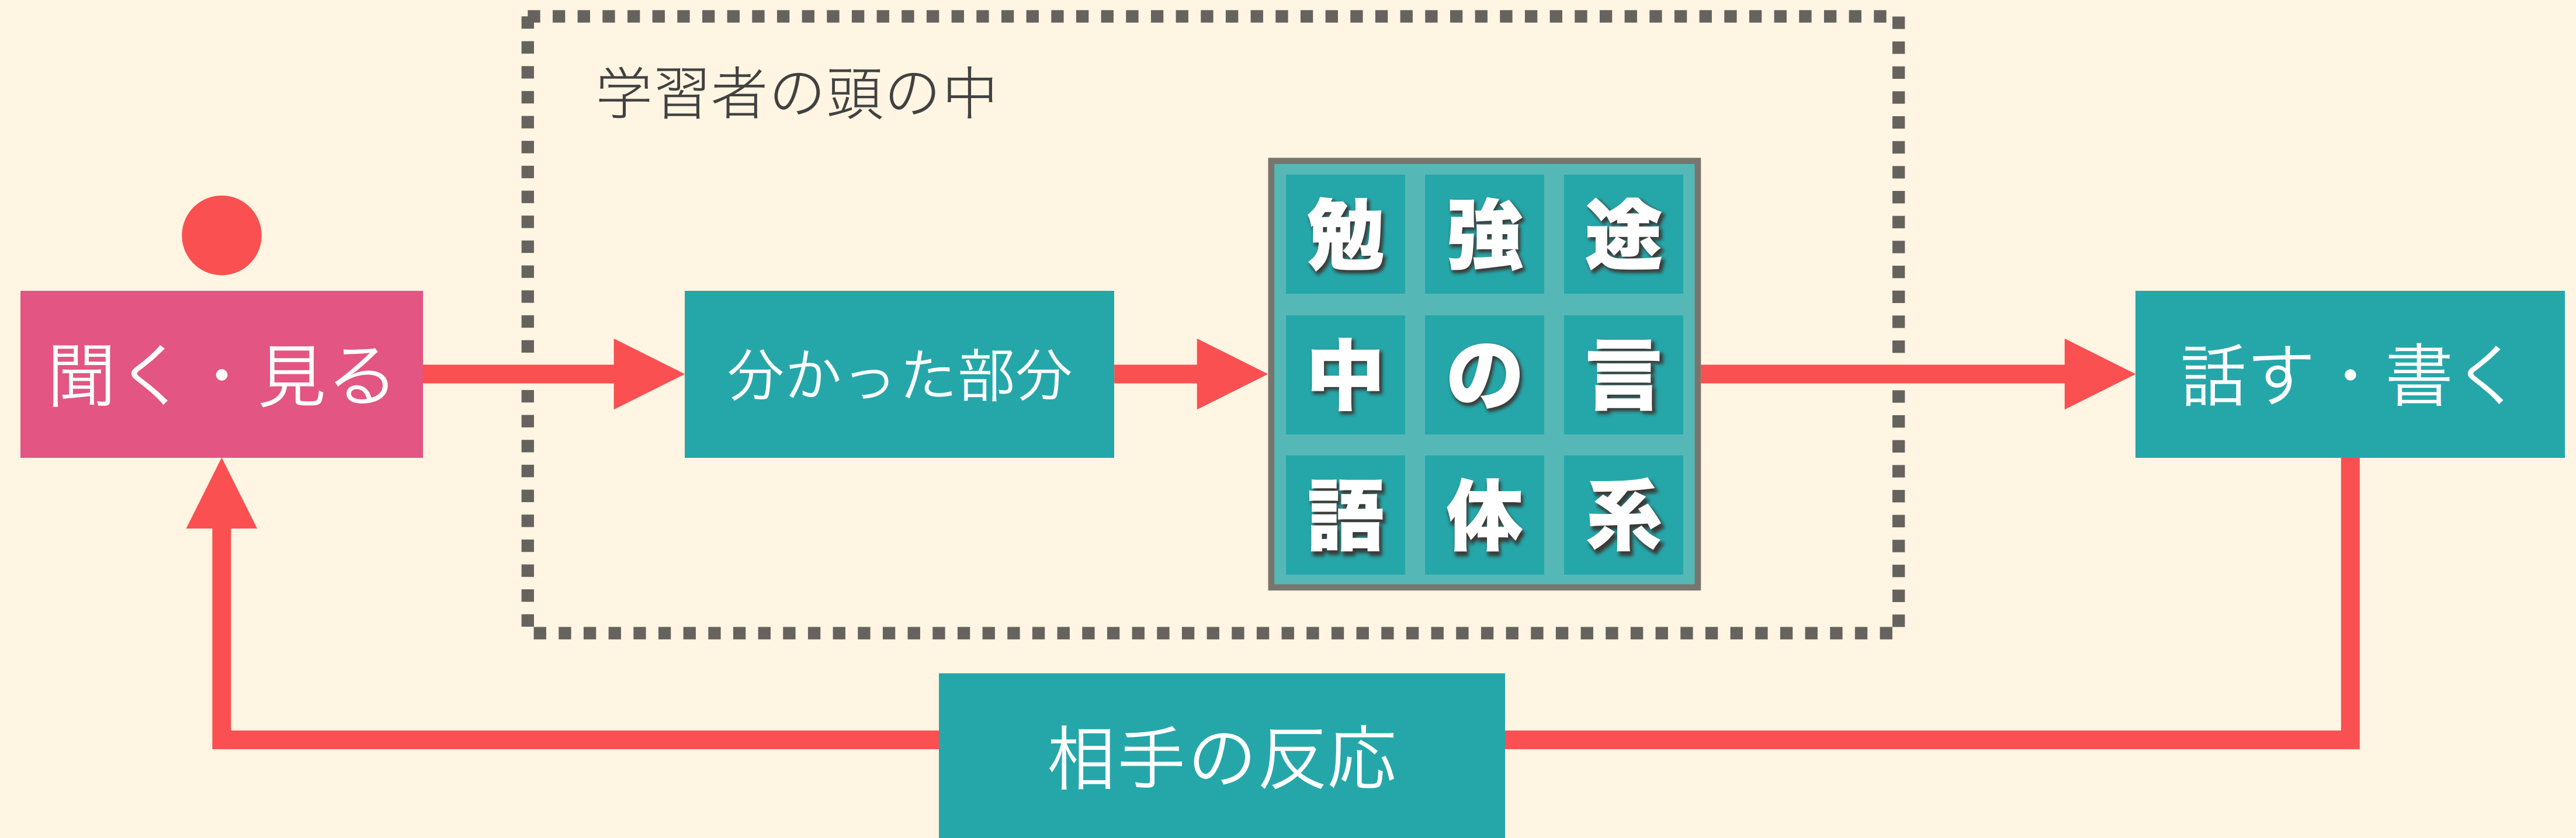 学習者の頭の中
聞く・見る
分かった部分
勉強途
中の言
語体系
話す・書く
相手の反応